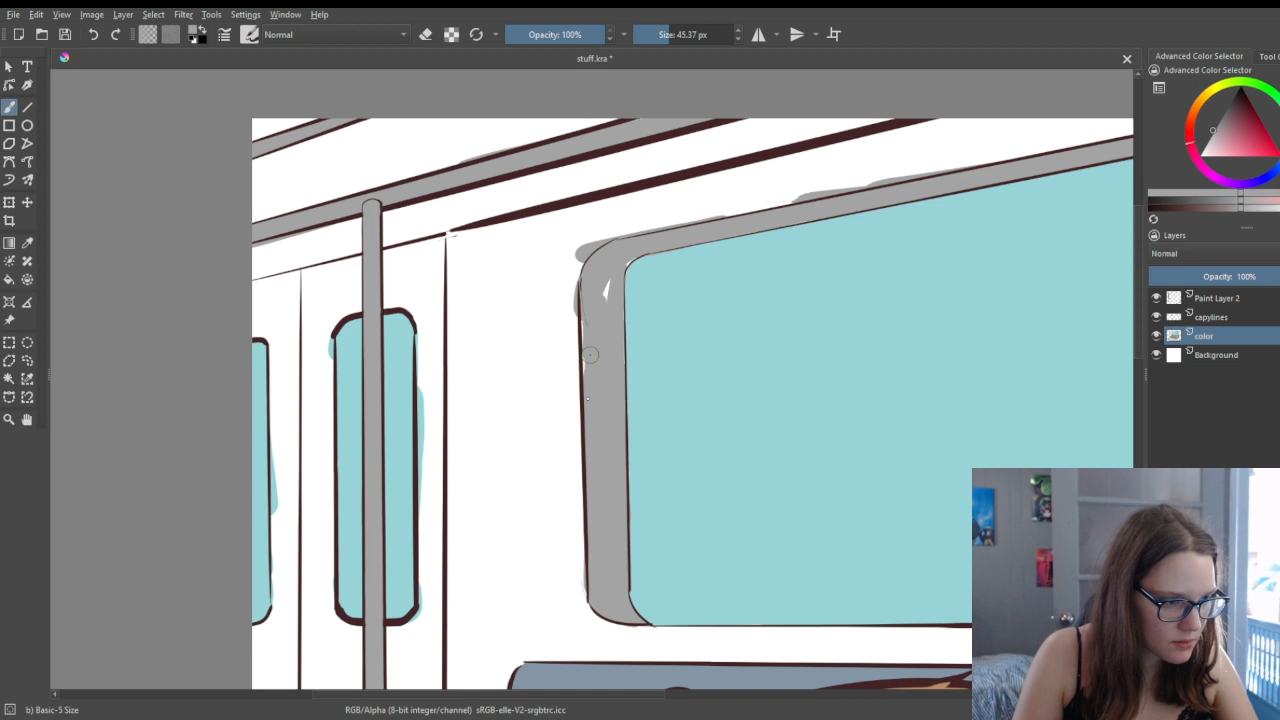 File Edit View Image Layer Select Filter Tools Settings Window Help
Normal
Opacity: 100%
Size: 45.37 px
stuff.kra *
Advanced Color Selector
Tool
Advanced Color Selector
Layers
Normal
Opacity: 100%
Paint Layer 2
capylines
color
Background
b) Basic-5 Size
RGB/Alpha (8-bit integer/channel) sRGB-elle-V2-srgbtrc.icc